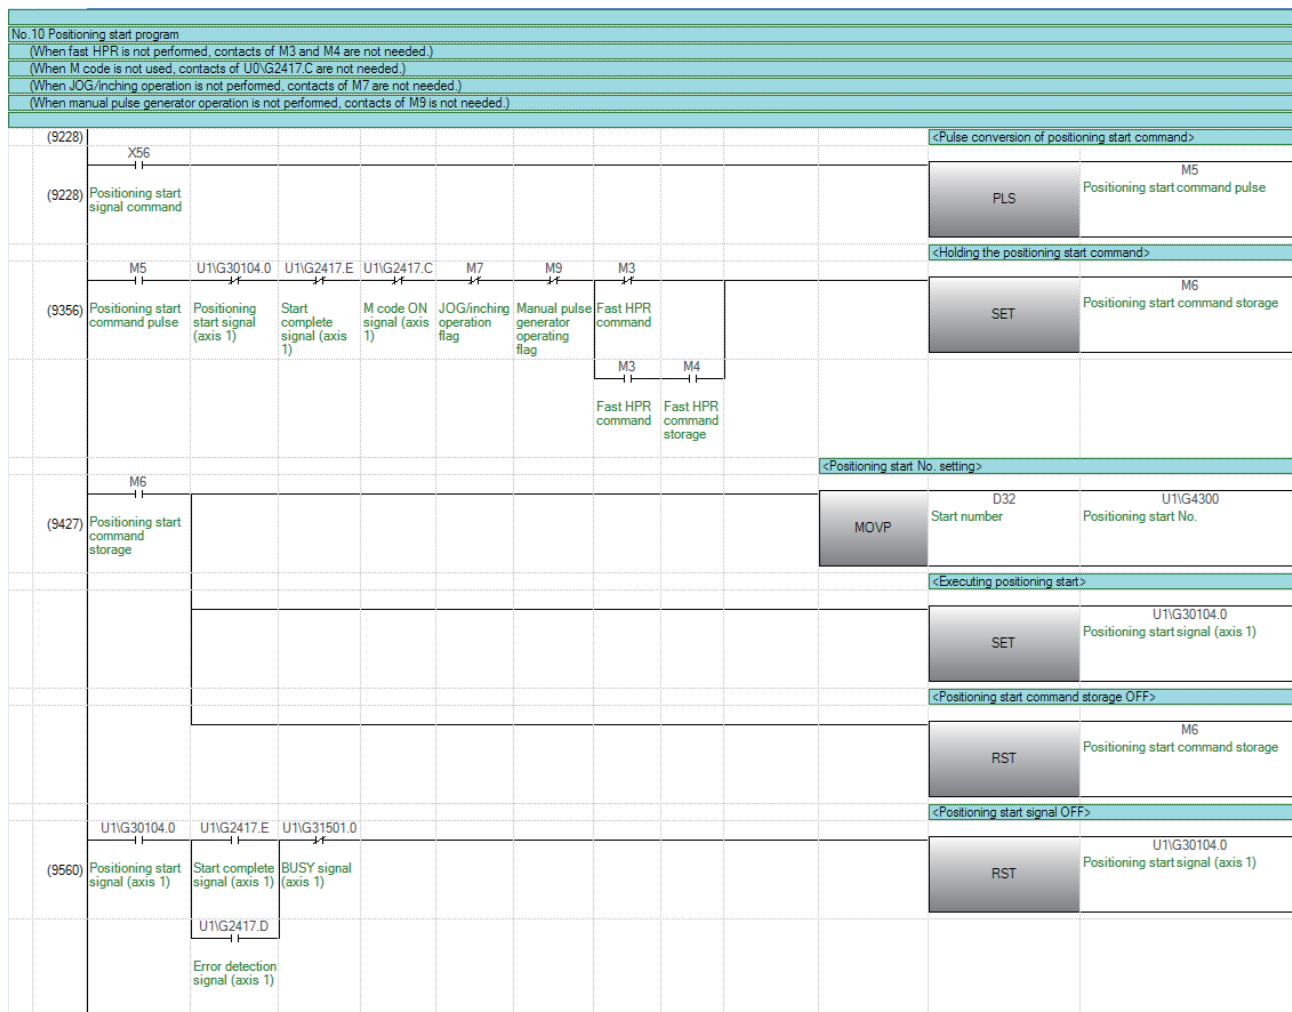 No.10 Positioning start program
(When fast HPR is not performed, contacts of M3 and M4 are not needed.)
(When M code is not used, contacts of U0\G2417.C are not needed.)
(When JOG/inching operation is not performed, contacts of M7 are not needed.)
(When manual pulse generator operation is not performed, contacts of M9 is not needed.)
(9228)
<Pulse conversion of positioning start command>
X56
M5
(9228)
Positioning start
signal command
PLS
Positioning start command pulse
<Holding the positioning start command>
M5 U1\G30104.0 U1\G2417.E U1\G2417.C M7 M9 M3
M6
(9356)
Positioning start
command pulse
Positioning
start signal
(axis 1)
Start
complete
signal (axis
1)
M code ON
signal (axis
1)
JOG/inching
operation
flag
Manual pulse
generator
operating
flag
Fast HPR
command
SET
Positioning start command storage
M3 M4
Fast HPR
command
Fast HPR
command
storage
<Positioning start No. setting>
M6
D32 U1\G4300
(9427)
Positioning start
command
storage
MOVP
Start number
Positioning start No.
<Executing positioning start>
U1\G30104.0
SET
Positioning start signal (axis 1)
<Positioning start command storage OFF>
M6
RST
Positioning start command storage
<Positioning start signal OFF>
U1\G30104.0 U1\G2417.E U1\G31501.0
U1\G30104.0
(9560)
Positioning start
signal (axis 1)
Start complete
signal (axis 1)
BUSY signal
(axis 1)
RST
Positioning start signal (axis 1)
U1\G2417.D
Error detection
signal (axis 1)